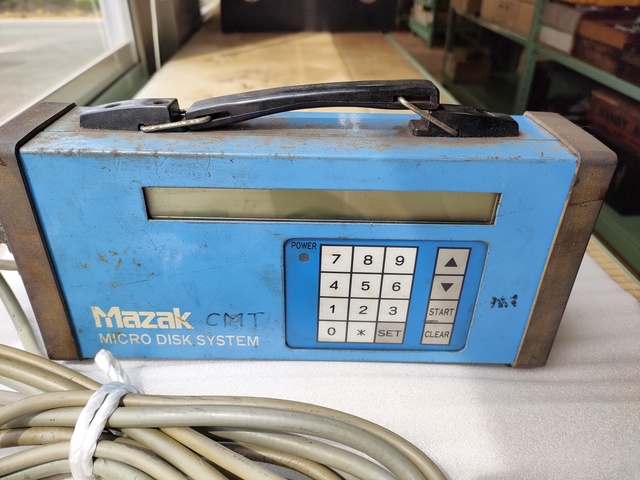 POWER
7 8 9 ▲
4 5 6 ▼
1 2 3 START
0 * SET CLEAR
Mazak CMT
MICRO DISK SYSTEM